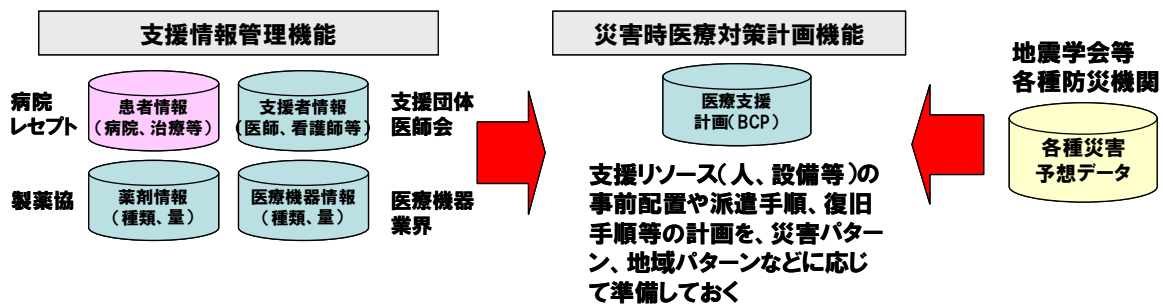 支援情報管理機能
病院
レセプト
患者情報
(病院、治療等)
支援者情報
(医師、看護師等)
支援団体
医師会
製薬協
薬剤情報
(種類、量)
医療機器情報
(種類、量)
医療機器
業界
災害時医療対策計画機能
医療支援
計画(BCP)
支援リソース(人、設備等)の
事前配置や派遣手順、復旧
手順等の計画を、災害パター
ン、地域パターンなどに応じ
て準備しておく
地震学会等
各種防災機関
各種災害
予想データ